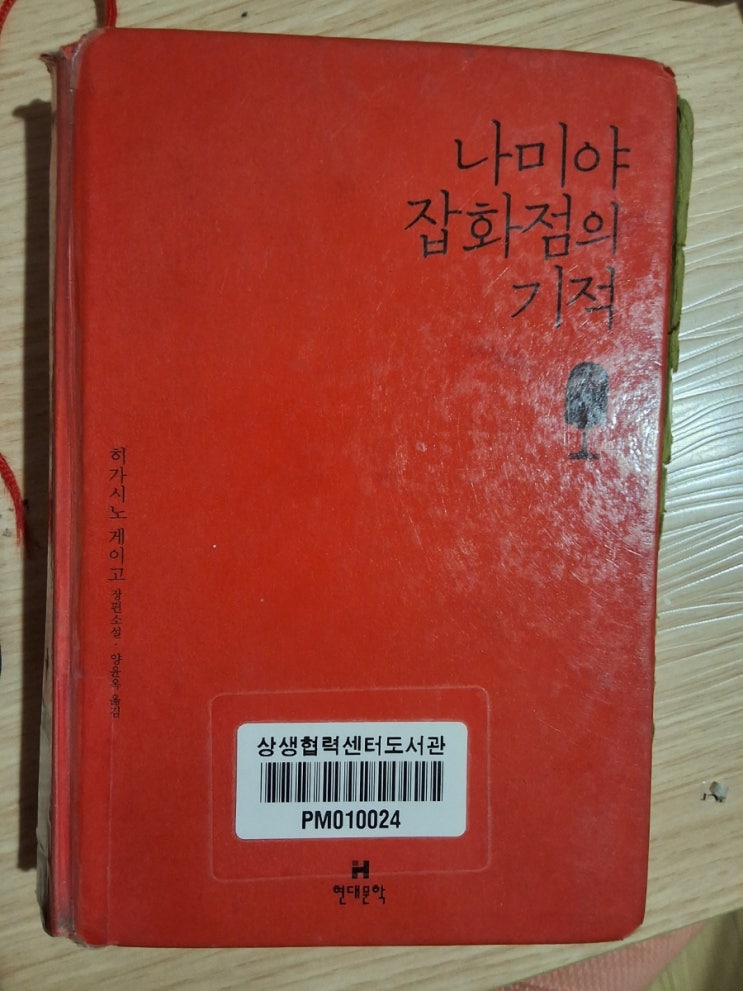 나미야
잡화점의
기적
히가시노 게이고 장편소설 · 양윤옥 옮김
상생협력센터도서관
PM010024
H
현대문학